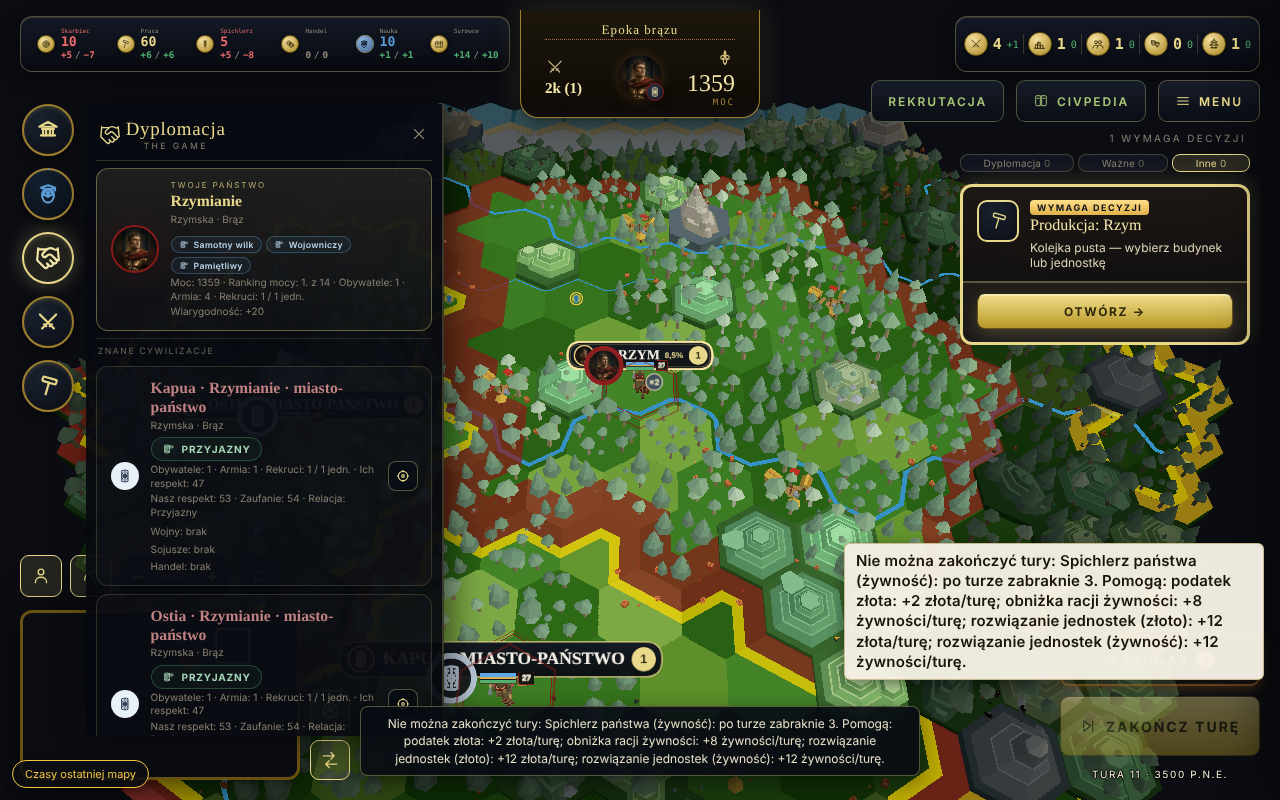 Skarbiec
10
+5 / −7
Praca
60
+6 / +6
Spichlerz
5
+5 / −8
Handel
0 / 0
Nauka
10
+1 / +1
Surowce
+14 / +10
Epoka brązu
2k (1)
1359
MOC
4 +1
1 0
1 0
0 0
1 0
REKRUTACJA
CIVPEDIA
MENU
1 WYMAGA DECYZJI
Dyplomacja 0
Ważne 0
Inne 0
WYMAGA DECYZJI
Produkcja: Rzym
Kolejka pusta — wybierz budynek
lub jednostkę
OTWÓRZ →
Dyplomacja
THE GAME
TWOJE PAŃSTWO
Rzymianie
Rzymska · Brąz
Samotny wilk
Wojowniczy
Pamiętliwy
Moc: 1359 · Ranking mocy: 1. z 14 · Obywatele: 1 ·
Armia: 4 · Rekruci: 1 / 1 jedn.
Wiarygodność: +20
ZNANE CYWILIZACJE
Kapua · Rzymianie · miasto-
państwo
Rzymska · Brąz
PRZYJAZNY
Obywatele: 1 · Armia: 1 · Rekruci: 1 / 1 jedn. · Ich
respekt: 47
Nasz respekt: 53 · Zaufanie: 54 · Relacja:
Przyjazny
Wojny: brak
Sojusze: brak
Handel: brak
Ostia · Rzymianie · miasto-
państwo
Rzymska · Brąz
PRZYJAZNY
Obywatele: 1 · Armia: 1 · Rekruci: 1 / 1 jedn. · Ich
respekt: 47
Nasz respekt: 53 · Zaufanie: 54 · Relacja:
RZYM 8,5% 1
27
×2
MIASTO-PAŃSTWO 1
27
Nie można zakończyć tury: Spichlerz państwa
(żywność): po turze zabraknie 3. Pomogą: podatek
złota: +2 złota/turę; obniżka racji żywności: +8
żywności/turę; rozwiązanie jednostek (złoto): +12
złota/turę; rozwiązanie jednostek (żywność): +12
żywności/turę.
Nie można zakończyć tury: Spichlerz państwa (żywność): po turze zabraknie 3. Pomogą:
podatek złota: +2 złota/turę; obniżka racji żywności: +8 żywności/turę; rozwiązanie
jednostek (złoto): +12 złota/turę; rozwiązanie jednostek (żywność): +12 żywności/turę.
ZAKOŃCZ TURĘ
TURA 11 · 3500 P.N.E.
Czasy ostatniej mapy